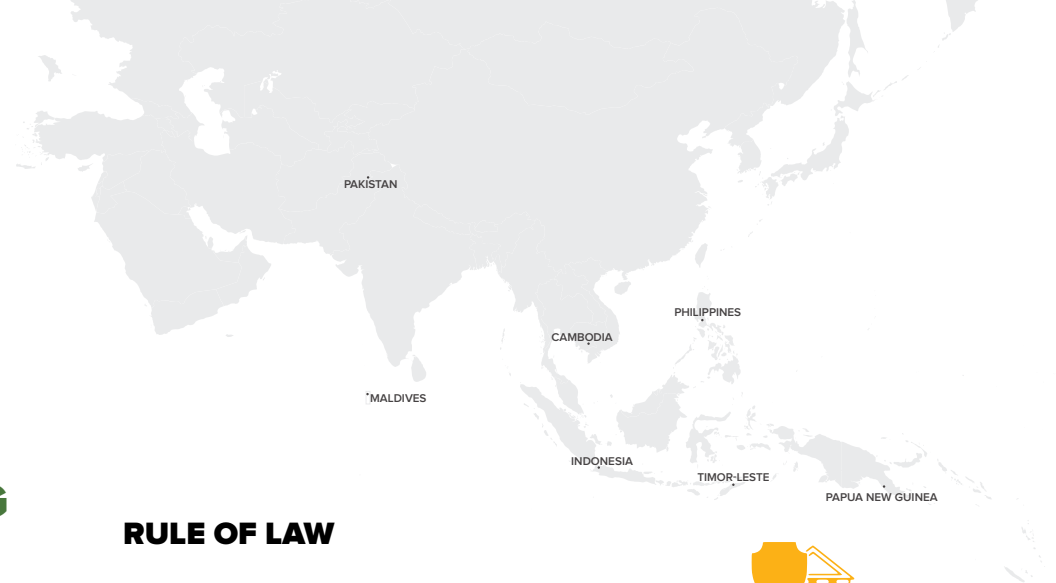 PAKISTAN
PHILIPPINES
CAMBODIA
MALDIVES
INDONESIA
TIMOR-LESTE
PAPUA NEW GUINEA
G
RULE OF LAW